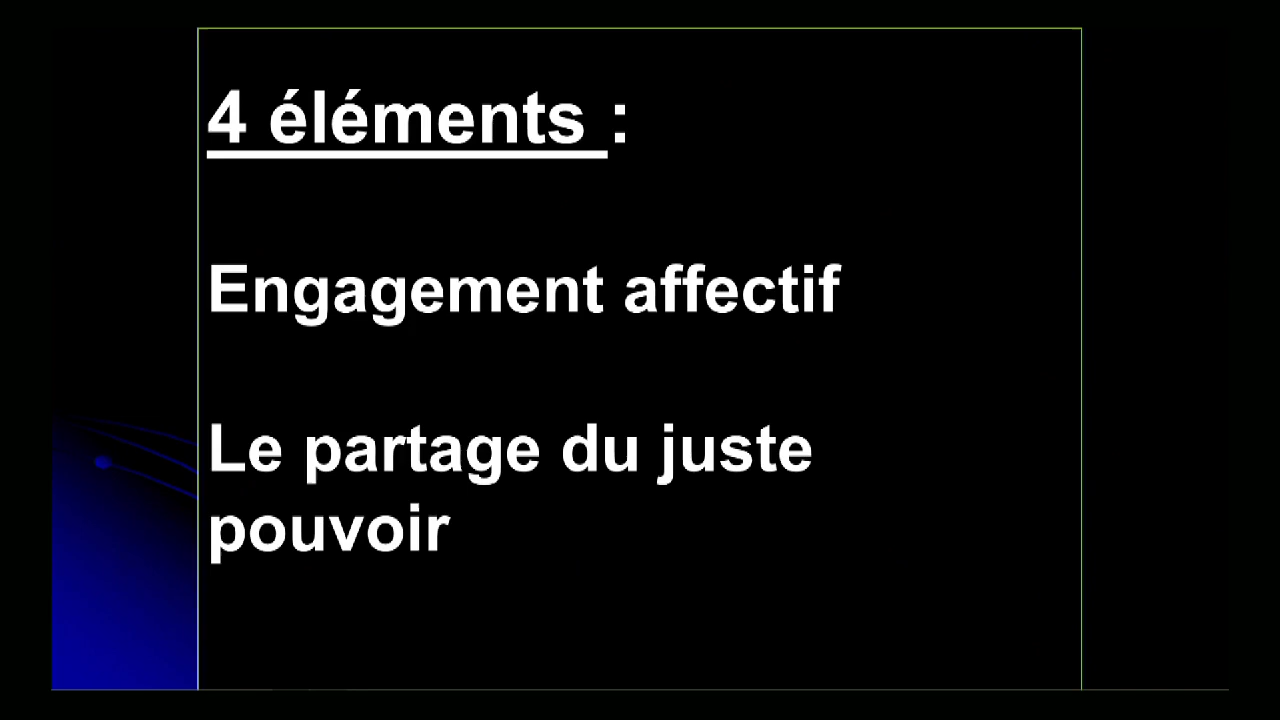 4 éléments :
Engagement affectif
Le partage du juste
pouvoir